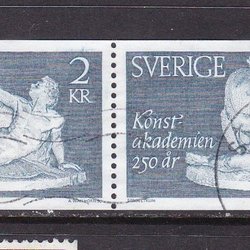 2
KR
SVERIGE
Konst-
akademien
250 år